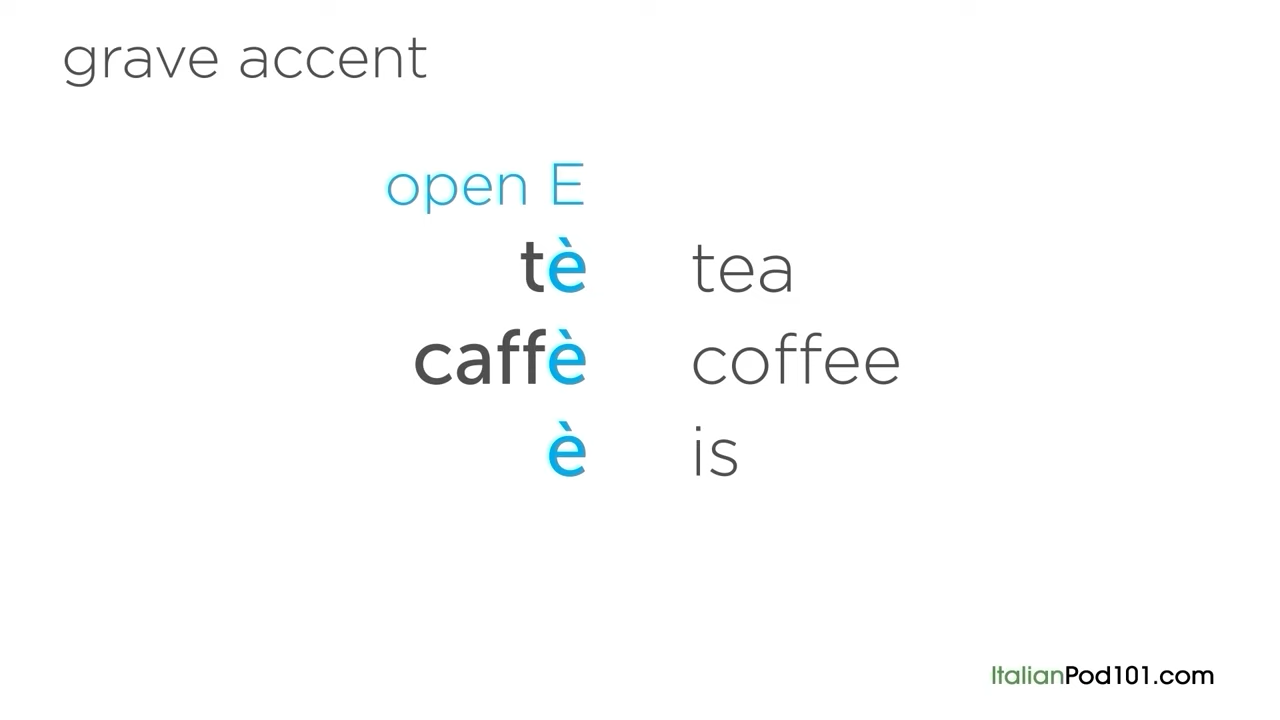 grave accent
open E
tè tea
caffè coffee
è is
ItalianPod101.com